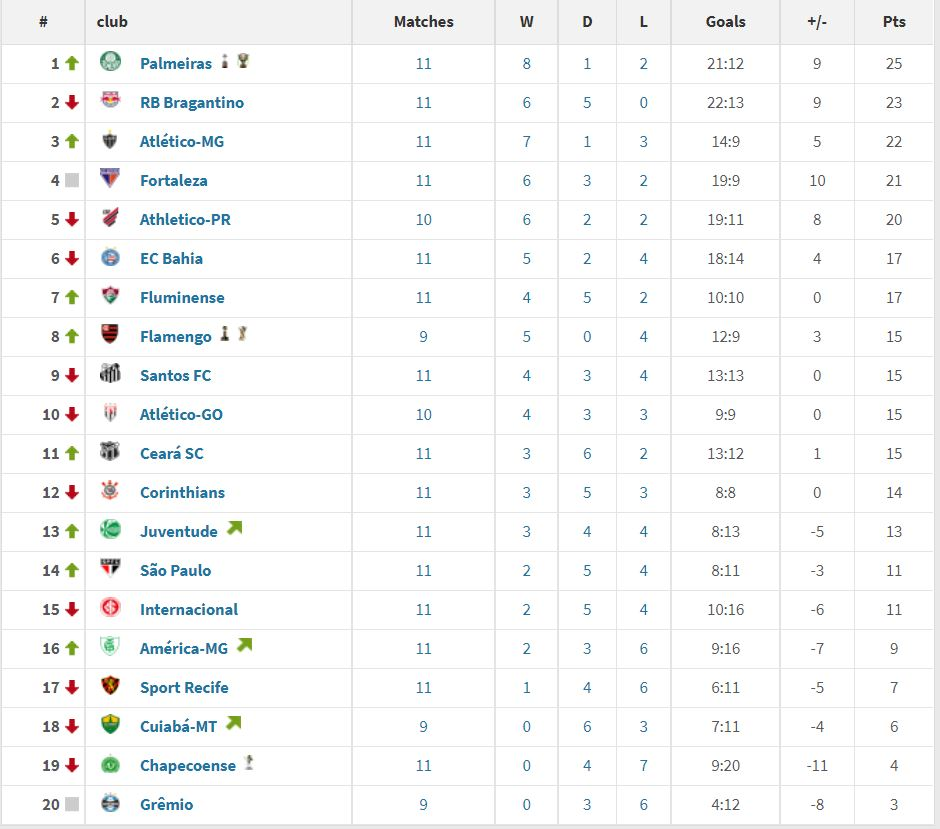 # club Matches W D L Goals +/- Pts
1 Palmeiras 11 8 1 2 21:12 9 25
2 RB Bragantino 11 6 5 0 22:13 9 23
3 Atlético-MG 11 7 1 3 14:9 5 22
4 Fortaleza 11 6 3 2 19:9 10 21
5 Athletico-PR 10 6 2 2 19:11 8 20
6 EC Bahia 11 5 2 4 18:14 4 17
7 Fluminense 11 4 5 2 10:10 0 17
8 Flamengo 9 5 0 4 12:9 3 15
9 Santos FC 11 4 3 4 13:13 0 15
10 Atlético-GO 10 4 3 3 9:9 0 15
11 Ceará SC 11 3 6 2 13:12 1 15
12 Corinthians 11 3 5 3 8:8 0 14
13 Juventude 11 3 4 4 8:13 -5 13
14 São Paulo 11 2 5 4 8:11 -3 11
15 Internacional 11 2 5 4 10:16 -6 11
16 América-MG 11 2 3 6 9:16 -7 9
17 Sport Recife 11 1 4 6 6:11 -5 7
18 Cuiabá-MT 9 0 6 3 7:11 -4 6
19 Chapecoense 11 0 4 7 9:20 -11 4
20 Grêmio 9 0 3 6 4:12 -8 3